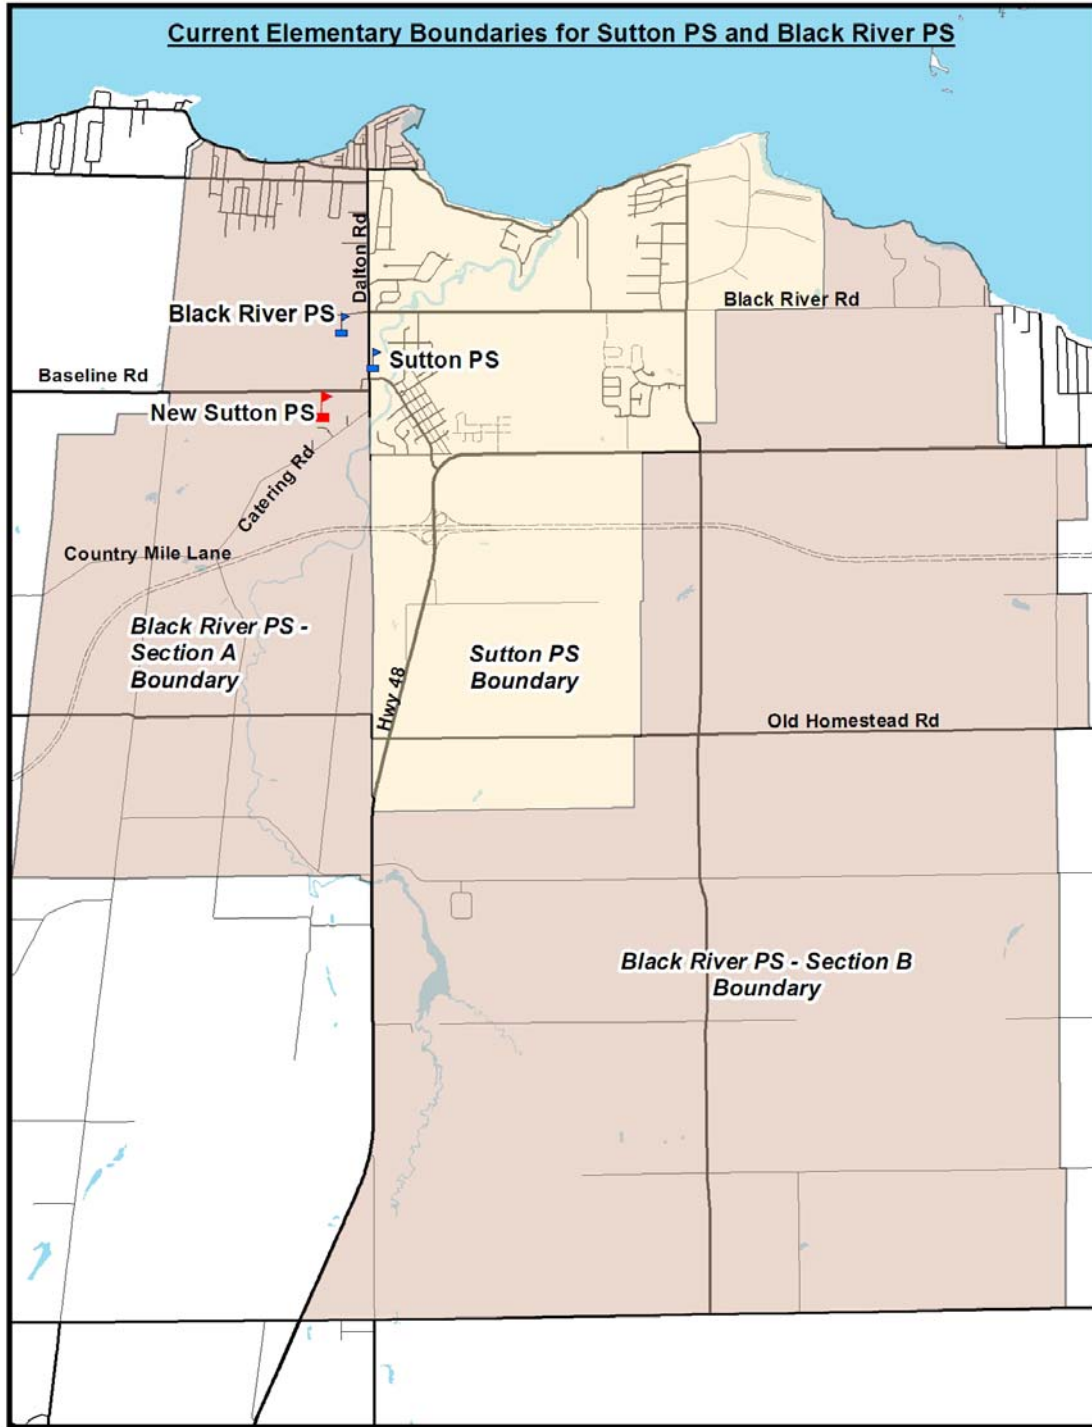 Current Elementary Boundaries for Sutton PS and Black River PS
Dalton Rd
Black River Rd
Black River PS
Sutton PS
Baseline Rd
New Sutton PS
Catering Rd
Country Mile Lane
Black River PS -
Section A
Boundary
Sutton PS
Boundary
Hwy 48
Old Homestead Rd
Black River PS - Section B
Boundary